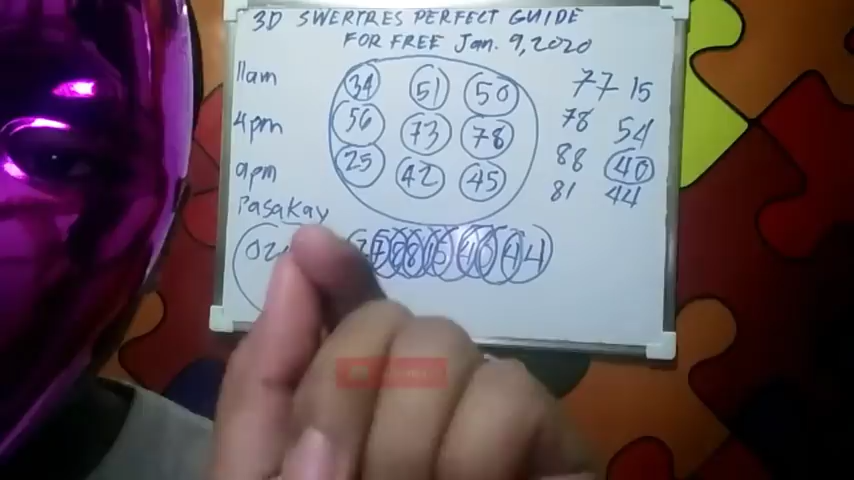 3D SWERTRES PERFECT GUIDE
FOR FREE Jan. 9, 2020
11am 34 51 50 77 15
4pm 56 73 78 78 54
9pm 25 42 45 88 40
Pasakay 81 44
02